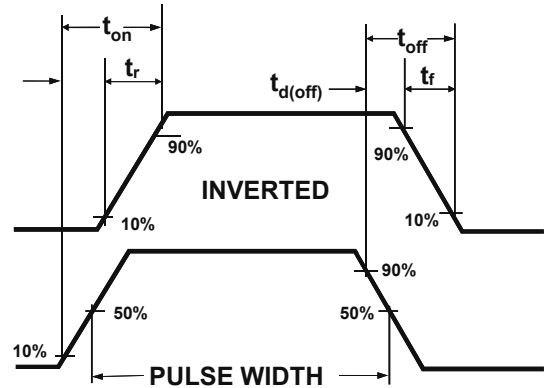 t_on
t_off
t_r
t_d(off)
t_f
90%
90%
INVERTED
10%
10%
90%
50%
50%
10%
PULSE WIDTH